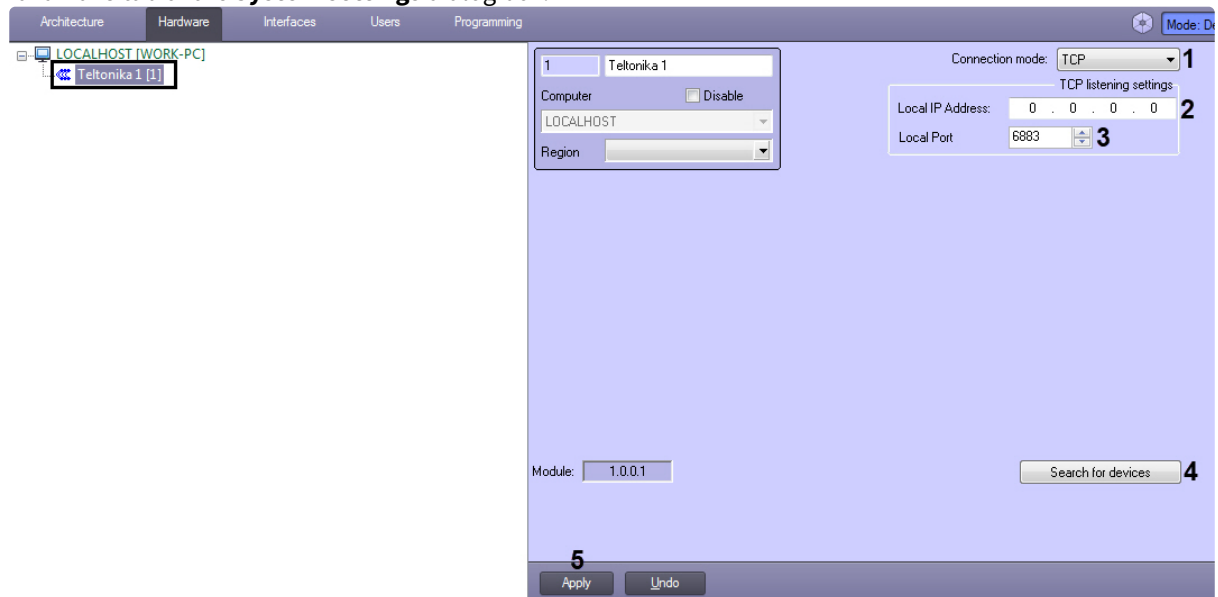 Architecture Hardware Interfaces Users Programming Mode: De
LOCALHOST [WORK-PC]
Teltonika 1 [1]
1 Teltonika 1
Computer Disable
LOCALHOST
Region
Connection mode: TCP 1
TCP listening settings
Local IP Address: 0 . 0 . 0 . 0 2
Local Port 6883 3
Module: 1.0.0.1
Search for devices 4
5
Apply Undo